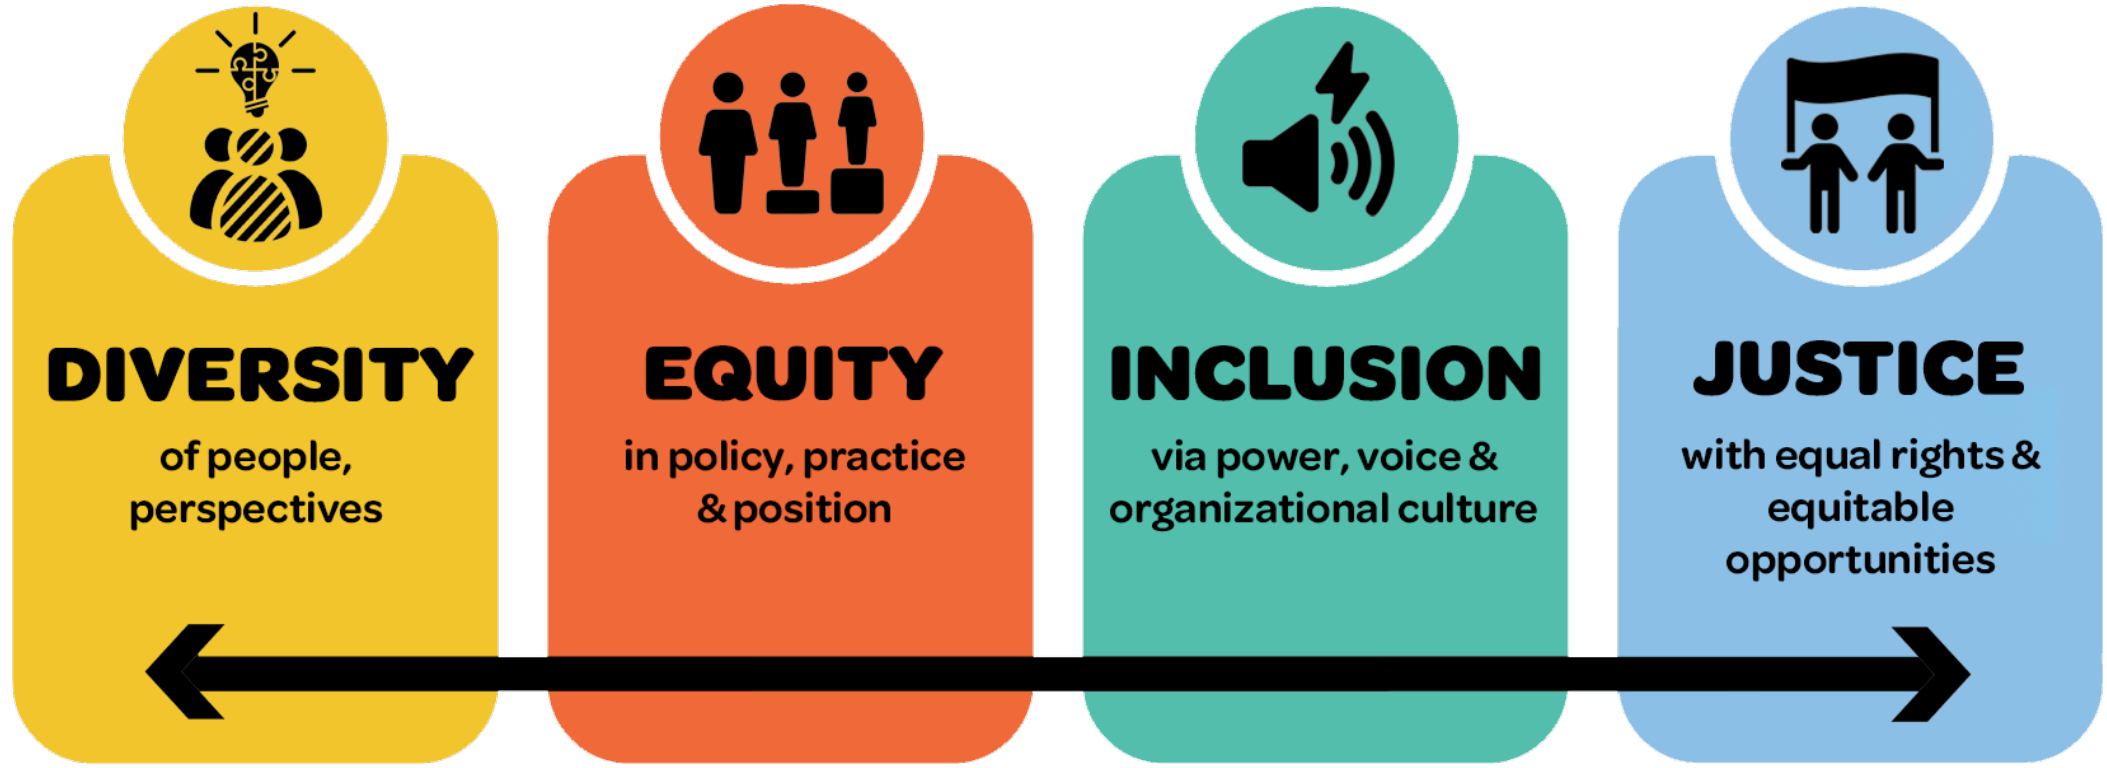 DIVERSITY
of people,
perspectives
EQUITY
in policy, practice
& position
INCLUSION
via power, voice &
organizational culture
JUSTICE
with equal rights &
equitable
opportunities